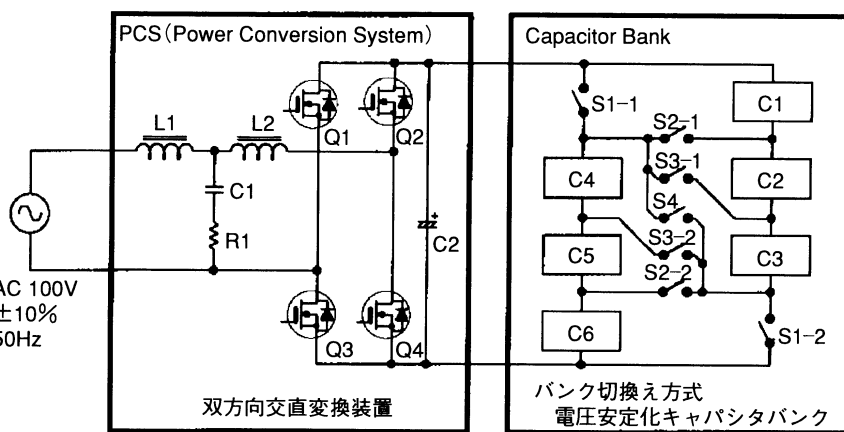 PCS(Power Conversion System)
Capacitor Bank
L1
L2
Q1
Q2
C1
R1
C2
Q3
Q4
AC 100V
±10%
50Hz
双方向交直変換装置
S1-1
S2-1
C1
S3-1
C4
C2
S4
S3-2
C5
C3
S2-2
C6
S1-2
バンク切換え方式
電圧安定化キャパシタバンク